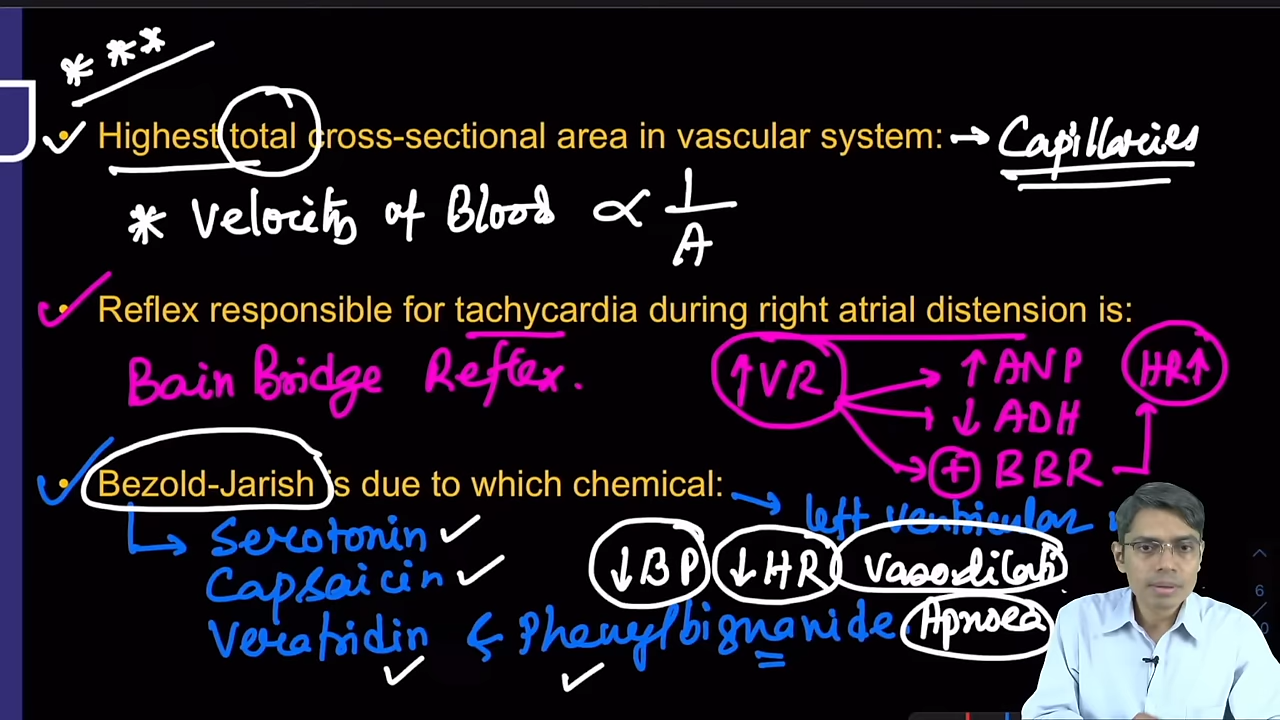 ***
• Highest total cross-sectional area in vascular system: → Capillaries
* Velocity of Blood ∝ 1/A
• Reflex responsible for tachycardia during right atrial distension is:
Bain Bridge Reflex.
↑VR
↑ ANP
↓ ADH
⊕ BBR
HR↑
• Bezold-Jarish is due to which chemical: → left ventricular
Serotonin
Capsaicin
Veratridin & Phenylbiguanide.
↓BP ↓HR
Apnoea
6